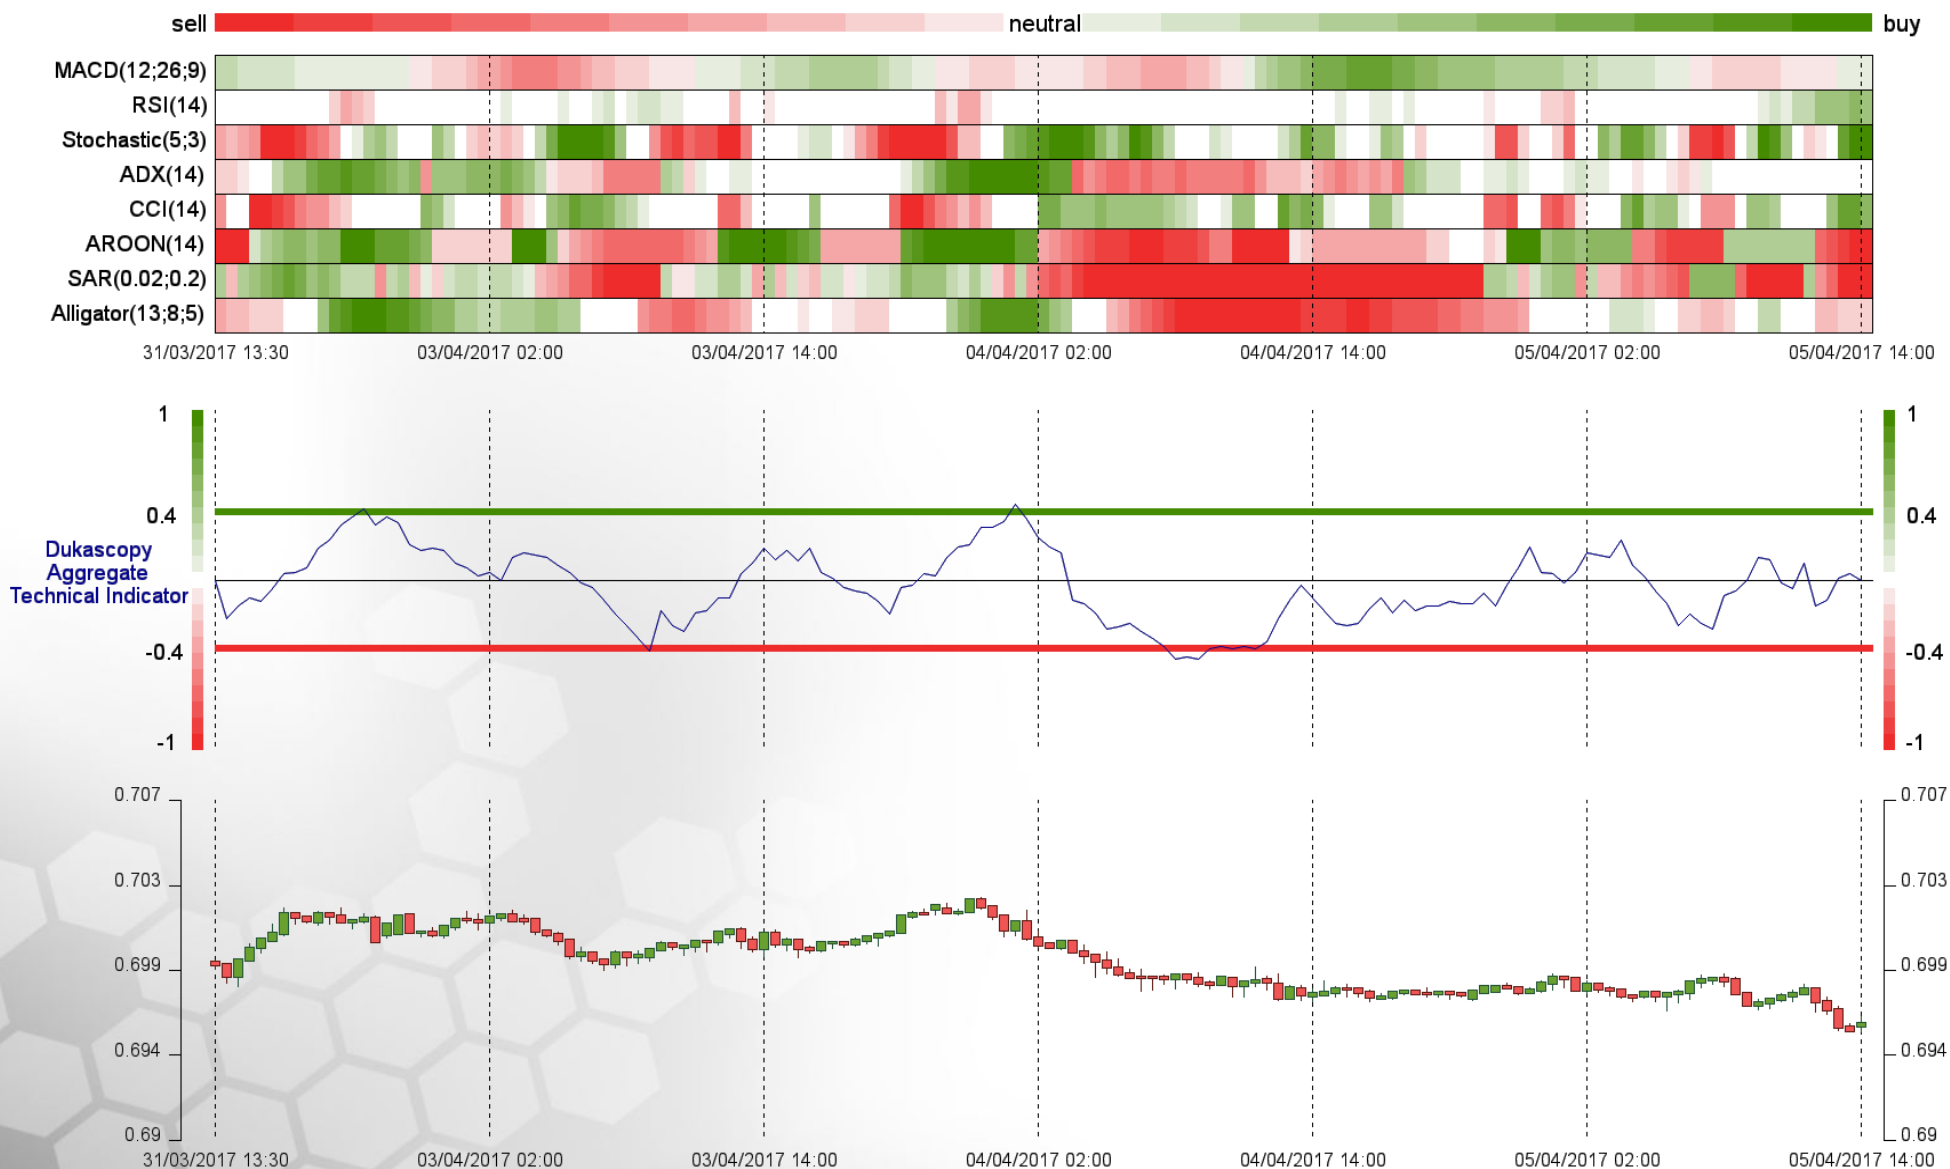 sell neutral buy
MACD(12;26;9)
RSI(14)
Stochastic(5;3)
ADX(14)
CCI(14)
AROON(14)
SAR(0.02;0.2)
Alligator(13;8;5)
31/03/2017 13:30 03/04/2017 02:00 03/04/2017 14:00 04/04/2017 02:00 04/04/2017 14:00 05/04/2017 02:00 05/04/2017 14:00
1 1
0.4 0.4
Dukascopy
Aggregate
Technical Indicator
-0.4 -0.4
-1 -1
0.707 0.707
0.703 0.703
0.699 0.699
0.694 0.694
0.69 0.69
31/03/2017 13:30 03/04/2017 02:00 03/04/2017 14:00 04/04/2017 02:00 04/04/2017 14:00 05/04/2017 02:00 05/04/2017 14:00